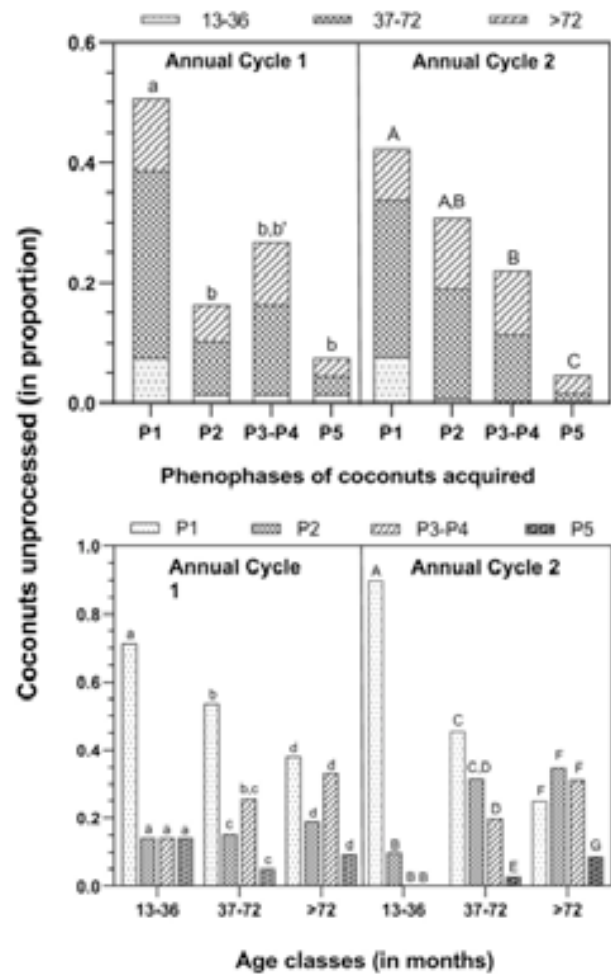 13-36 37-72 >72
Annual Cycle 1 Annual Cycle 2
Coconuts unprocessed (in proportion)
0.6
0.4
0.2
0.0
a b b,b' b A A,B B C
P1 P2 P3-P4 P5 P1 P2 P3-P4 P5
Phenophases of coconuts acquired
P1 P2 P3-P4 P5
Annual Cycle Annual Cycle 2
1
1.0
0.8
0.6
0.4
0.2
0.0
a a a a b c b,c c d d d d A B B B C C,D D E F F F G
13-36 37-72 ≥72 13-36 37-72 ≥72
Age classes (in months)